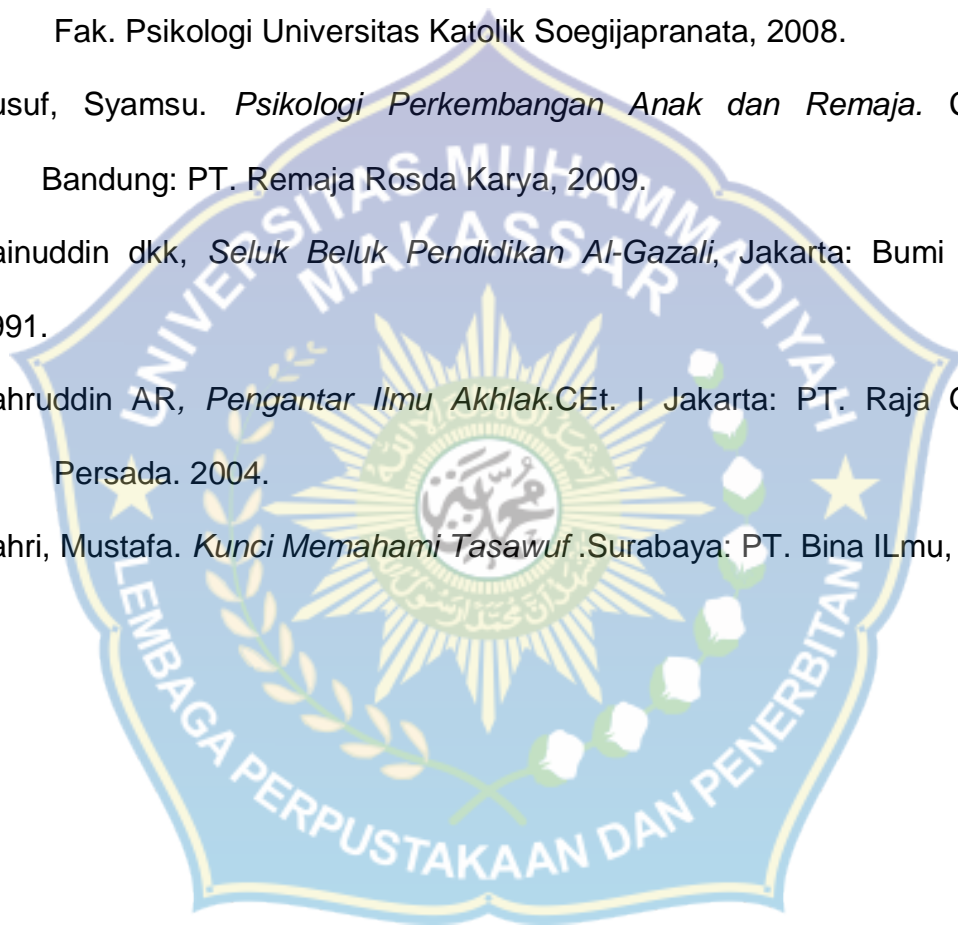 Fak. Psikologi Universitas Katolik Soegijapranata, 2008.
usuf, Syamsu. Psikologi Perkembangan Anak dan Remaja.
Bandung: PT. Remaja Rosda Karya, 2009.
ainuddin dkk, Seluk Beluk Pendidikan Al-Gazali, Jakarta: Bumi
991.
ahruddin AR, Pengantar Ilmu Akhlak.CEt. I Jakarta: PT. Raja
Persada. 2004.
ahri, Mustafa. Kunci Memahami Tasawuf .Surabaya: PT. Bina ILmu,
UNIVERSITAS MUHAMMADIYAH
MAKASSAR
LEMBAGA PERPUSTAKAAN DAN PENERBITAN